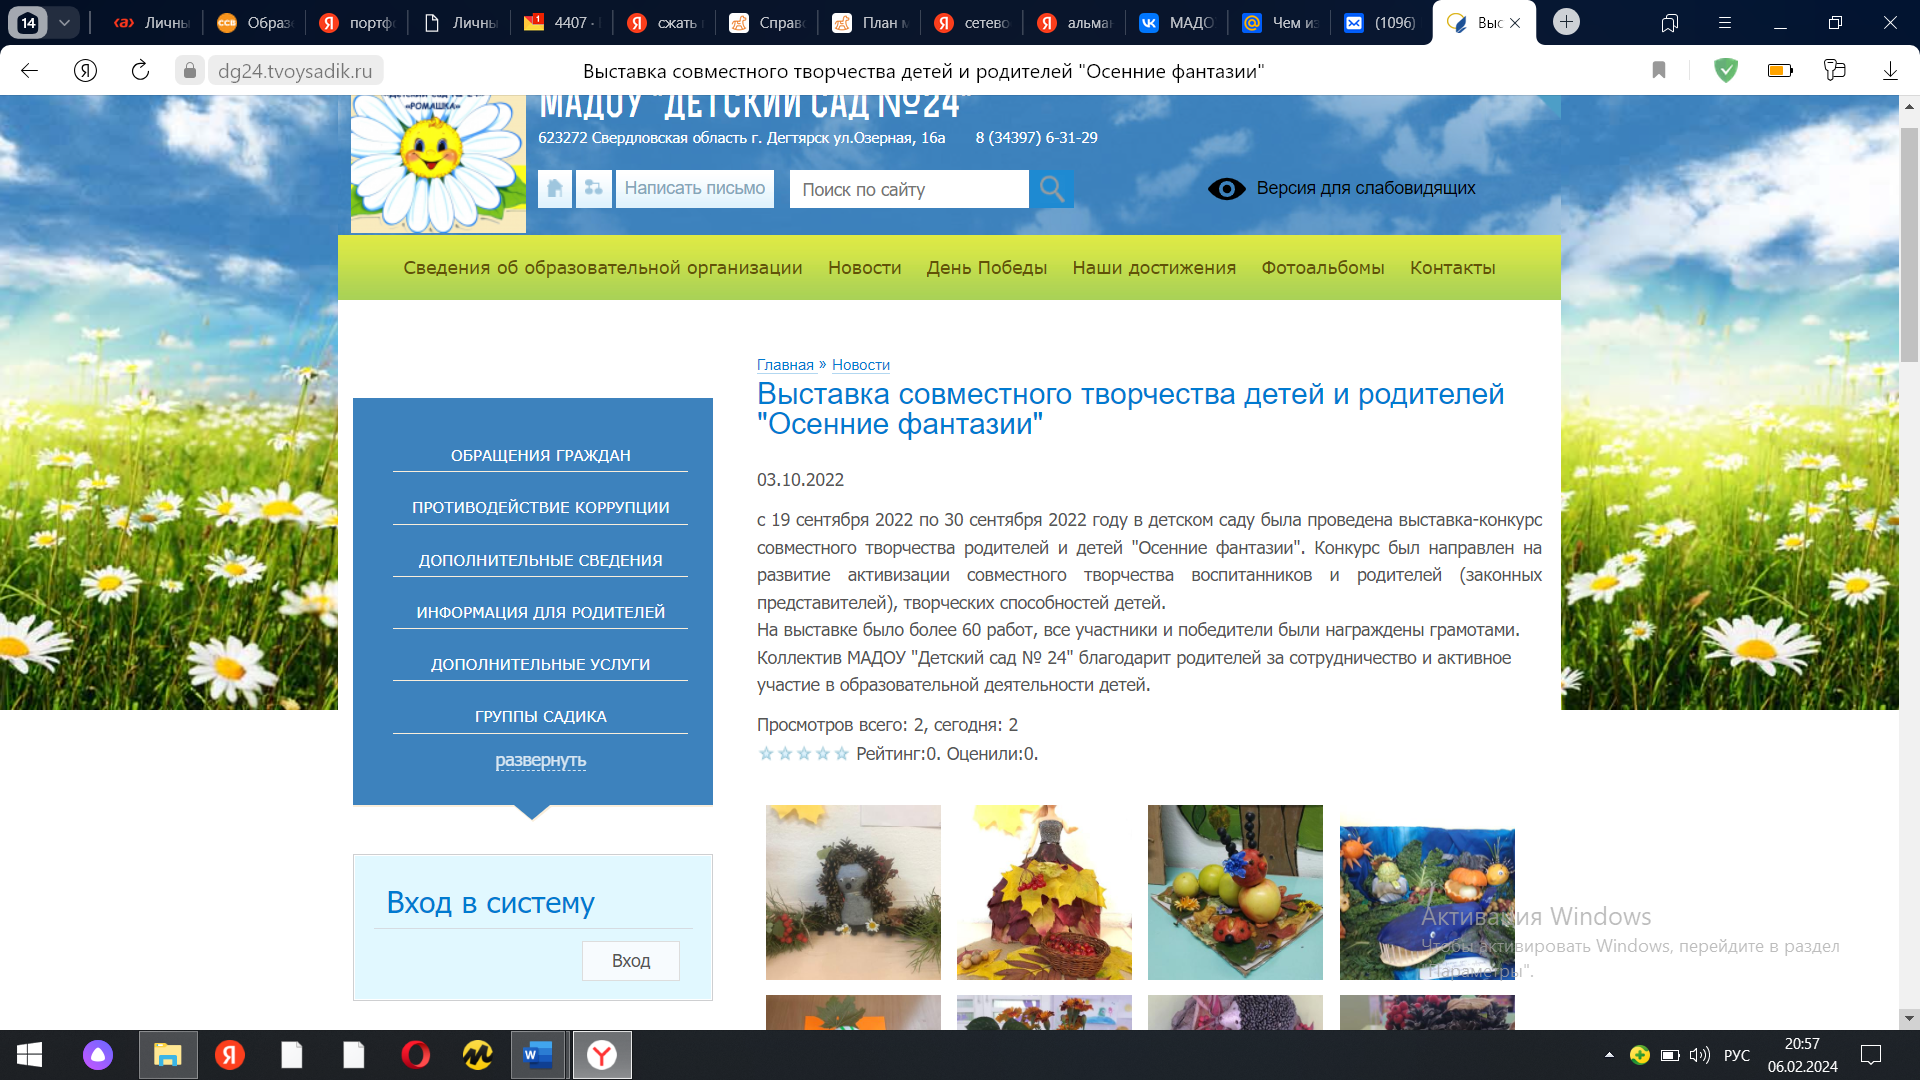 14
Личны
Образо
портфо
Личны
4407 ·
сжать
Справо
План м
сетево
альман
МАДО
Чем из
(1096)
Выс
dg24.tvoysadik.ru
Выставка совместного творчества детей и родителей "Осенние фантазии"
«РОМАШКА»
МАДОУ "ДЕТСКИЙ САД №24"
623272 Свердловская область г. Дегтярск ул.Озерная, 16а 8 (34397) 6-31-29
Написать письмо
Поиск по сайту
Версия для слабовидящих
Сведения об образовательной организации Новости День Победы Наши достижения Фотоальбомы Контакты
Главная » Новости
Выставка совместного творчества детей и родителей
"Осенние фантазии"
03.10.2022
с 19 сентября 2022 по 30 сентября 2022 году в детском саду была проведена выставка-конкурс
совместного творчества родителей и детей "Осенние фантазии". Конкурс был направлен на
развитие активизации совместного творчества воспитанников и родителей (законных
представителей), творческих способностей детей.
На выставке было более 60 работ, все участники и победители были награждены грамотами.
Коллектив МАДОУ "Детский сад № 24" благодарит родителей за сотрудничество и активное
участие в образовательной деятельности детей.
Просмотров всего: 2, сегодня: 2
Рейтинг:0. Оценили:0.
ОБРАЩЕНИЯ ГРАЖДАН
ПРОТИВОДЕЙСТВИЕ КОРРУПЦИИ
ДОПОЛНИТЕЛЬНЫЕ СВЕДЕНИЯ
ИНФОРМАЦИЯ ДЛЯ РОДИТЕЛЕЙ
ДОПОЛНИТЕЛЬНЫЕ УСЛУГИ
ГРУППЫ САДИКА
развернуть
Вход в систему
Вход
Активация Windows
Чтобы активировать Windows, перейдите в раздел
"Параметры".
РУС
20:57
06.02.2024